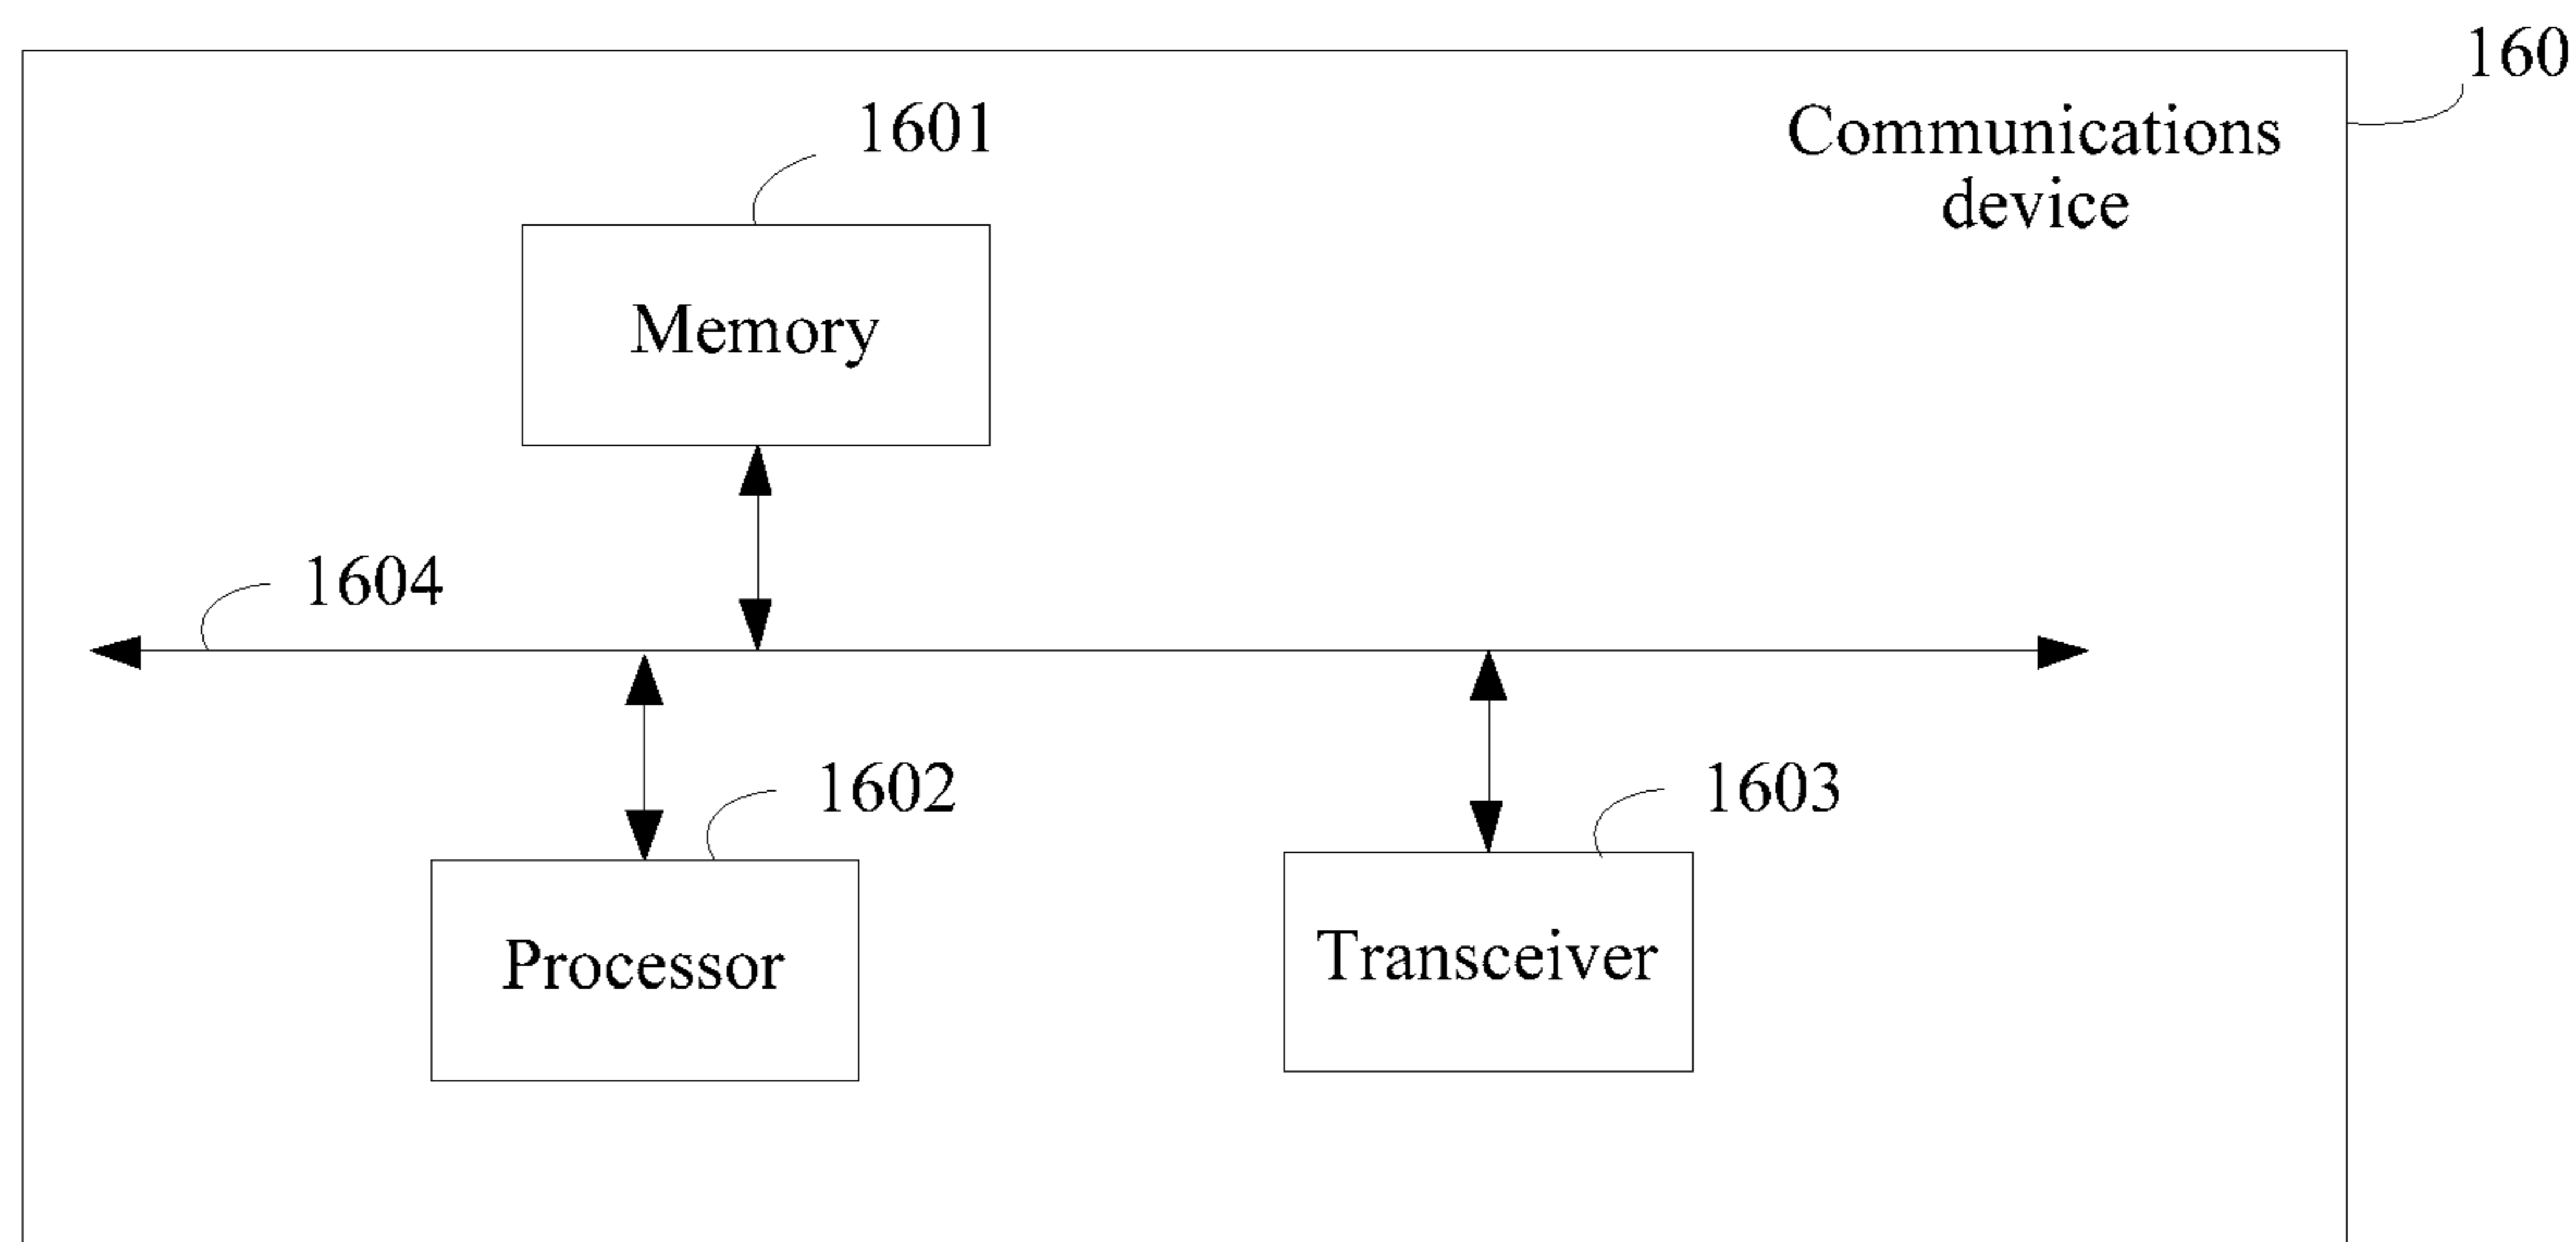 160
Communications
device
1601
Memory
1604
1602
1603
Processor
Transceiver